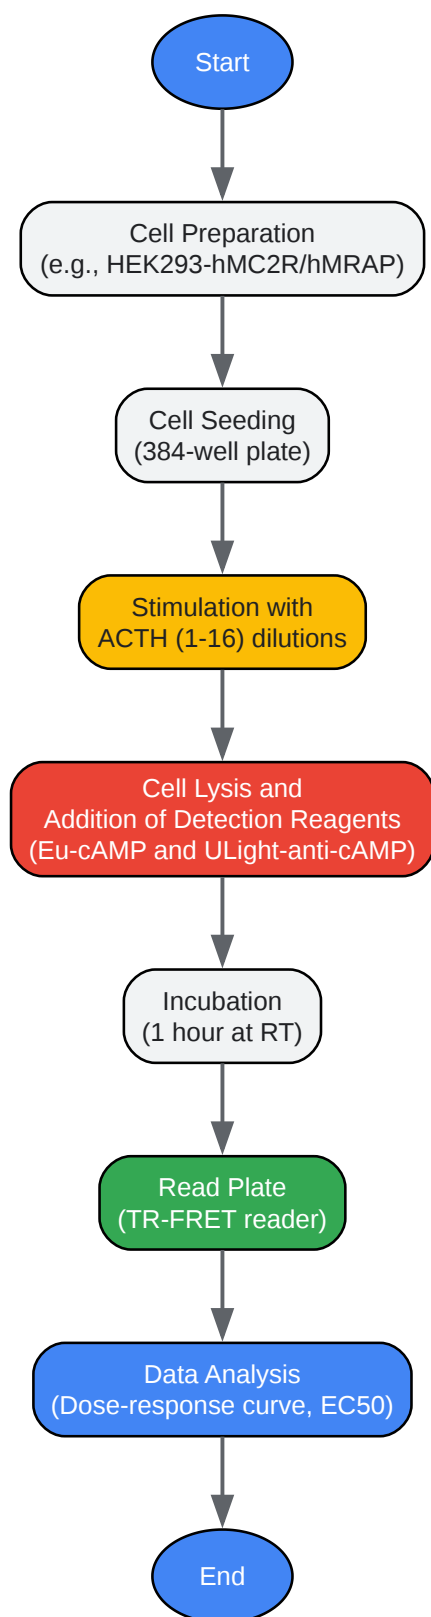 Start
Cell Preparation
(e.g., HEK293-hMC2R/hMRAP)
Cell Seeding
(384-well plate)
Stimulation with
ACTH (1-16) dilutions
Cell Lysis and
Addition of Detection Reagents
(Eu-cAMP and ULight-anti-cAMP)
Incubation
(1 hour at RT)
Read Plate
(TR-FRET reader)
Data Analysis
(Dose-response curve, EC50)
End